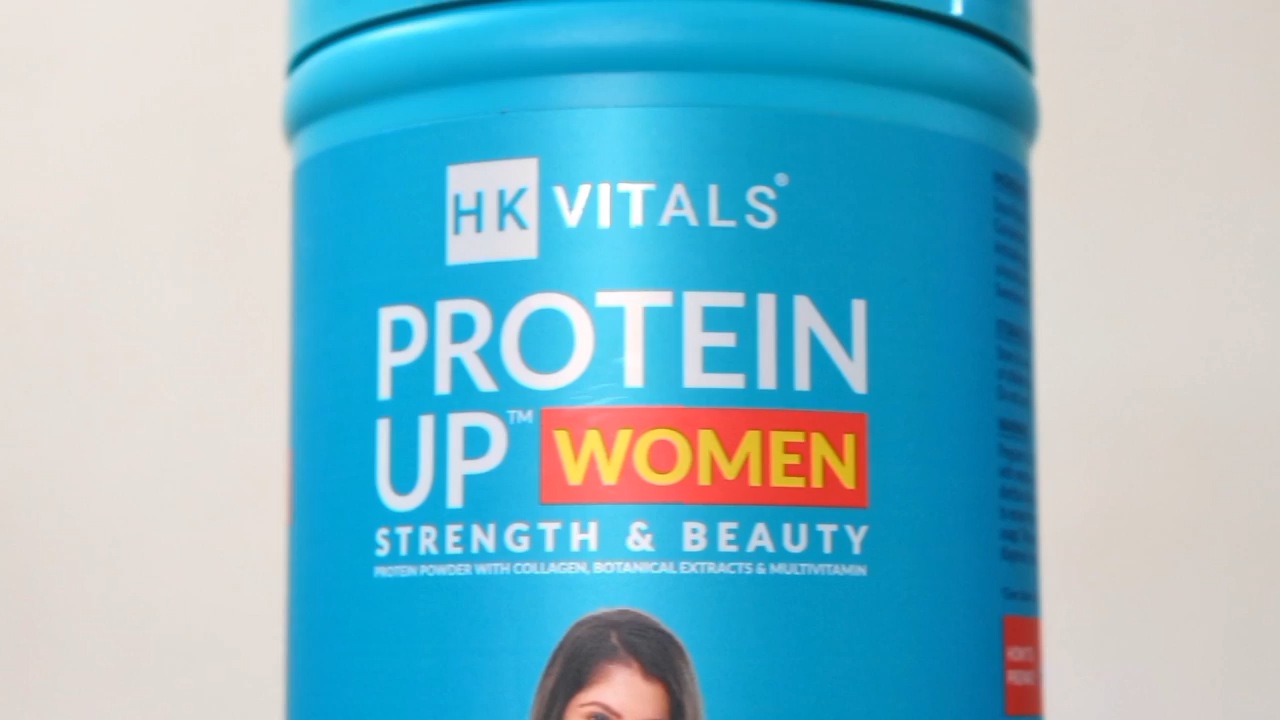 HK VITALS®
PROTEIN
UP™ WOMEN
STRENGTH & BEAUTY
PROTEIN POWDER WITH COLLAGEN, BOTANICAL EXTRACTS & MULTIVITAMIN